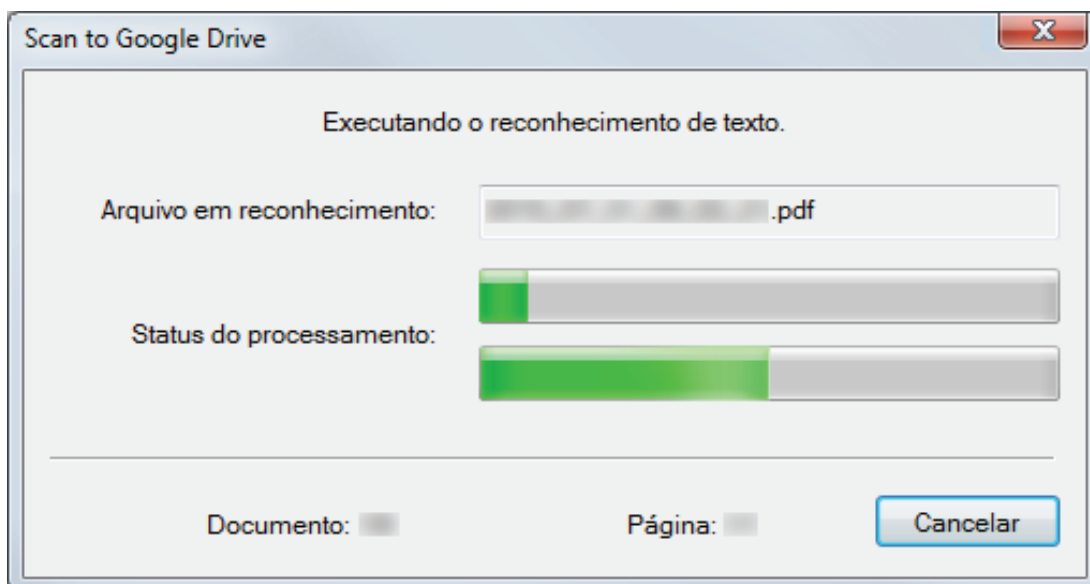 Scan to Google Drive
Executando o reconhecimento de texto.
Arquivo em reconhecimento: .pdf
Status do processamento:
Documento: Página: Cancelar